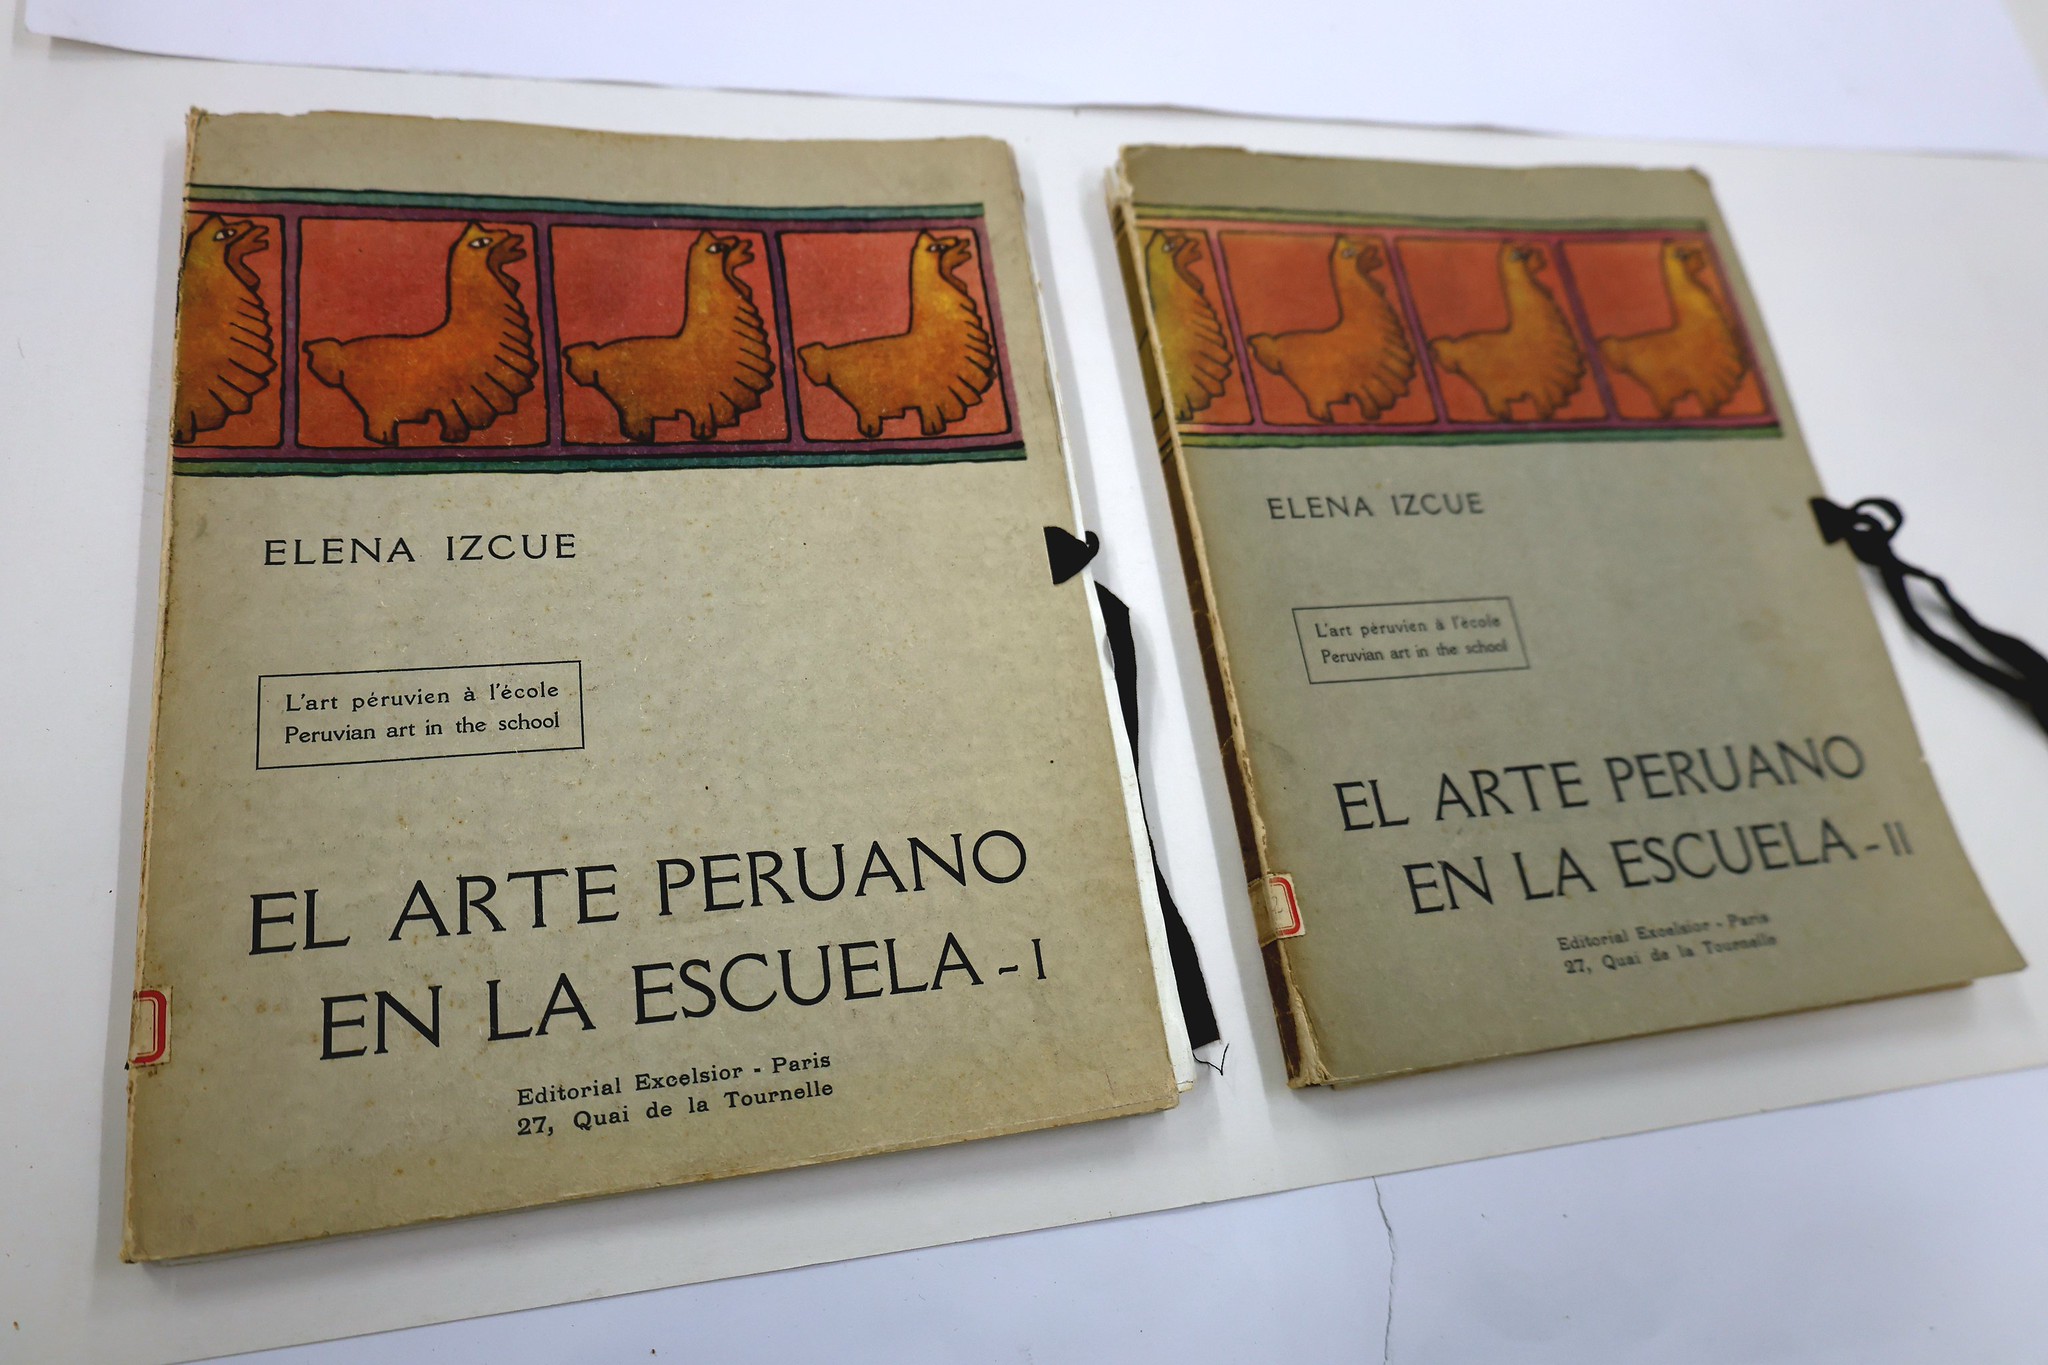 ELENA IZCUE
L'art péruvien à l'école
Peruvian art in the school
EL ARTE PERUANO
EN LA ESCUELA - I
Editorial Excelsior - Paris
27, Quai de la Tournelle
ELENA IZCUE
L'art péruvien à l'école
Peruvian art in the school
EL ARTE PERUANO
EN LA ESCUELA - II
Editorial Excelsior - Paris
27, Quai de la Tournelle